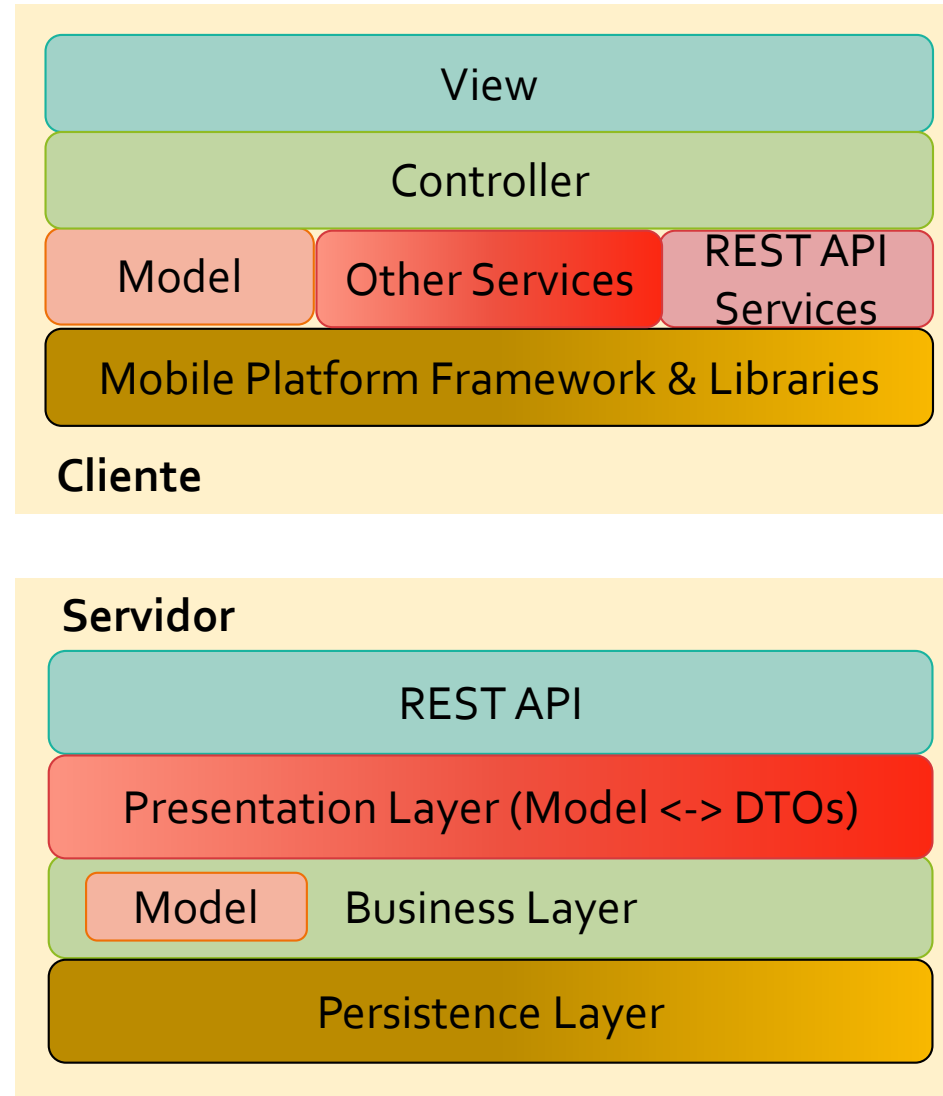 View
Controller
Model
Other Services
REST API
Services
Mobile Platform Framework & Libraries
Cliente
Servidor
REST API
Presentation Layer (Model <-> DTOs)
Model
Business Layer
Persistence Layer